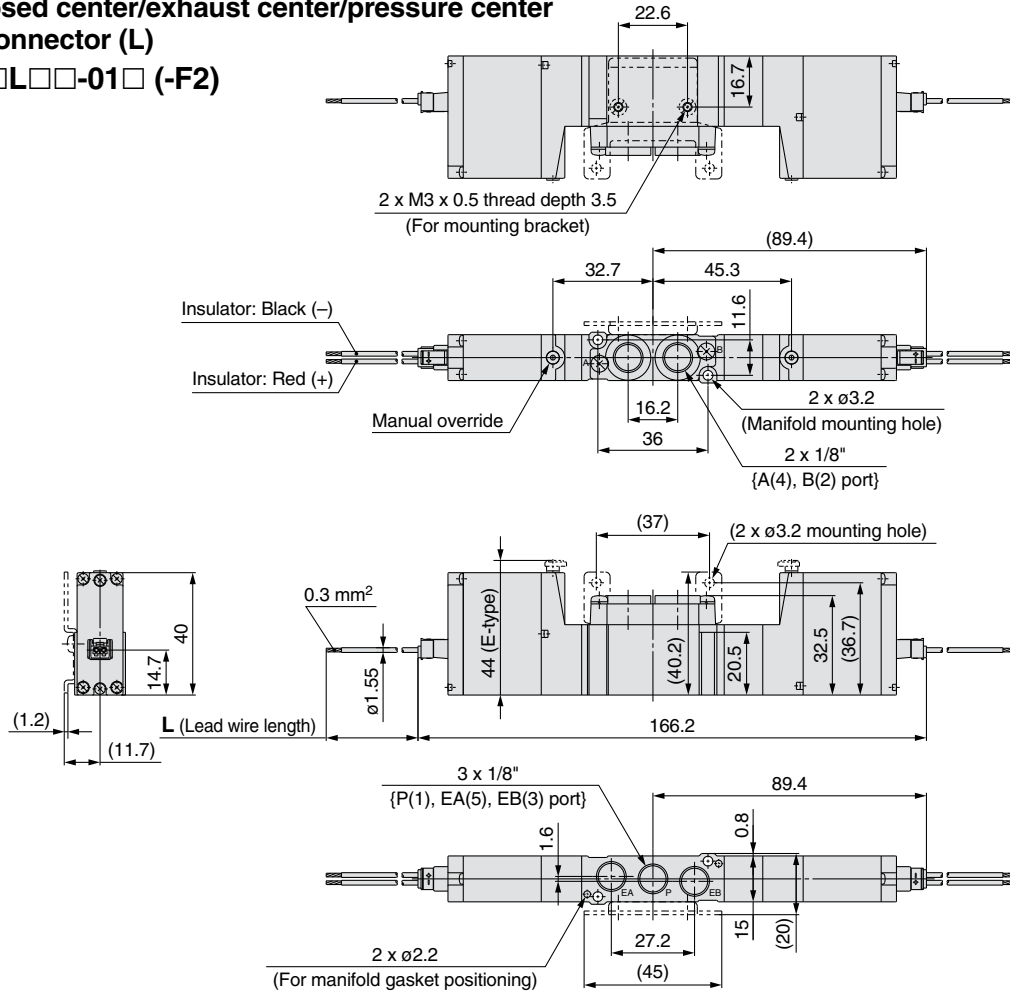 osed center/exhaust center/pressure center
onnector (L)
□L□□-01□ (-F2)
22.6
16.7
2 x M3 x 0.5 thread depth 3.5
(For mounting bracket)
(89.4)
32.7
45.3
11.6
Insulator: Black (–)
Insulator: Red (+)
A
B
Manual override
16.2
36
2 x ø3.2
(Manifold mounting hole)
2 x 1/8"
{A(4), B(2) port}
(37)
(2 x ø3.2 mounting hole)
0.3 mm²
44 (E-type)
(40.2)
20.5
32.5
(36.7)
40
14.7
ø1.55
(1.2)
(11.7)
L (Lead wire length)
166.2
3 x 1/8"
{P(1), EA(5), EB(3) port}
89.4
1.6
0.8
EA
P
EB
15
(20)
27.2
(45)
2 x ø2.2
(For manifold gasket positioning)